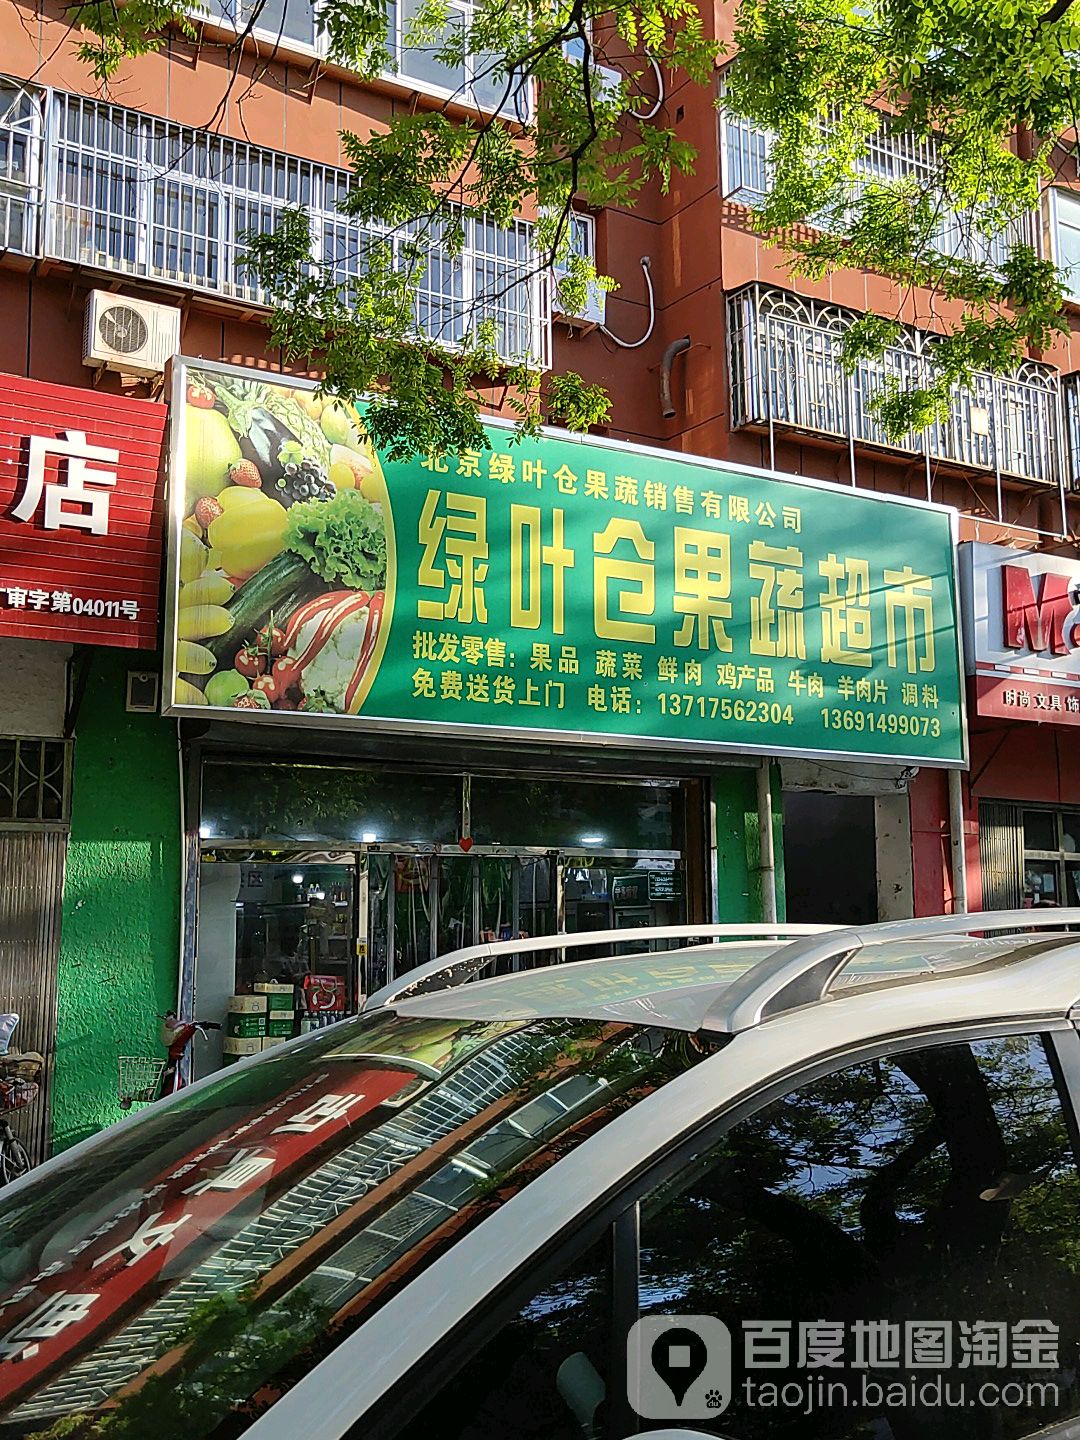 店
审字第04011号
北京绿叶仓果蔬销售有限公司
绿叶仓果蔬超市
批发零售：果品 蔬菜 鲜肉 鸡产品 牛肉 羊肉片 调料
免费送货上门 电话：13717562304 13691499073
Ma
时尚 文具 饰
百度地图淘金
taojin.baidu.com